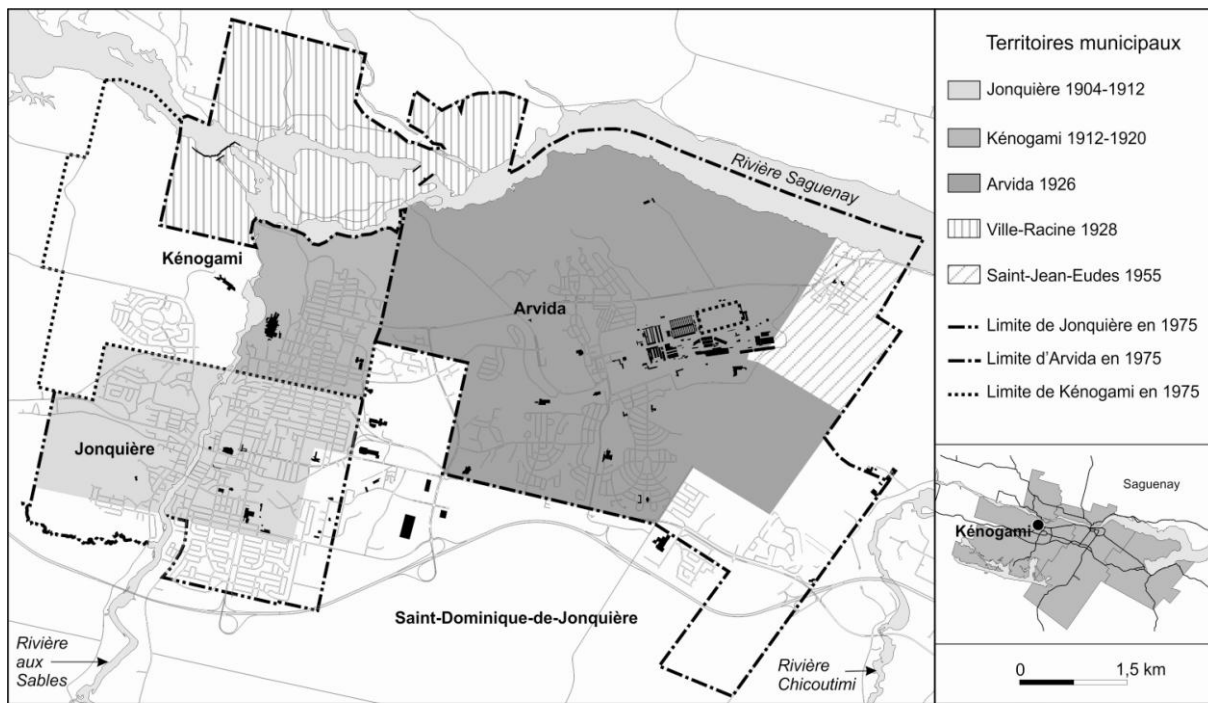 Kénogami
Rivière Saguenay
Arvida
Jonquière
Saint-Dominique-de-Jonquière
Rivière
aux
Sables
Rivière
Chicoutimi
Territoires municipaux
Jonquière 1904-1912
Kénogami 1912-1920
Arvida 1926
Ville-Racine 1928
Saint-Jean-Eudes 1955
Limite de Jonquière en 1975
Limite d'Arvida en 1975
Limite de Kénogami en 1975
Saguenay
Kénogami
0 1,5 km